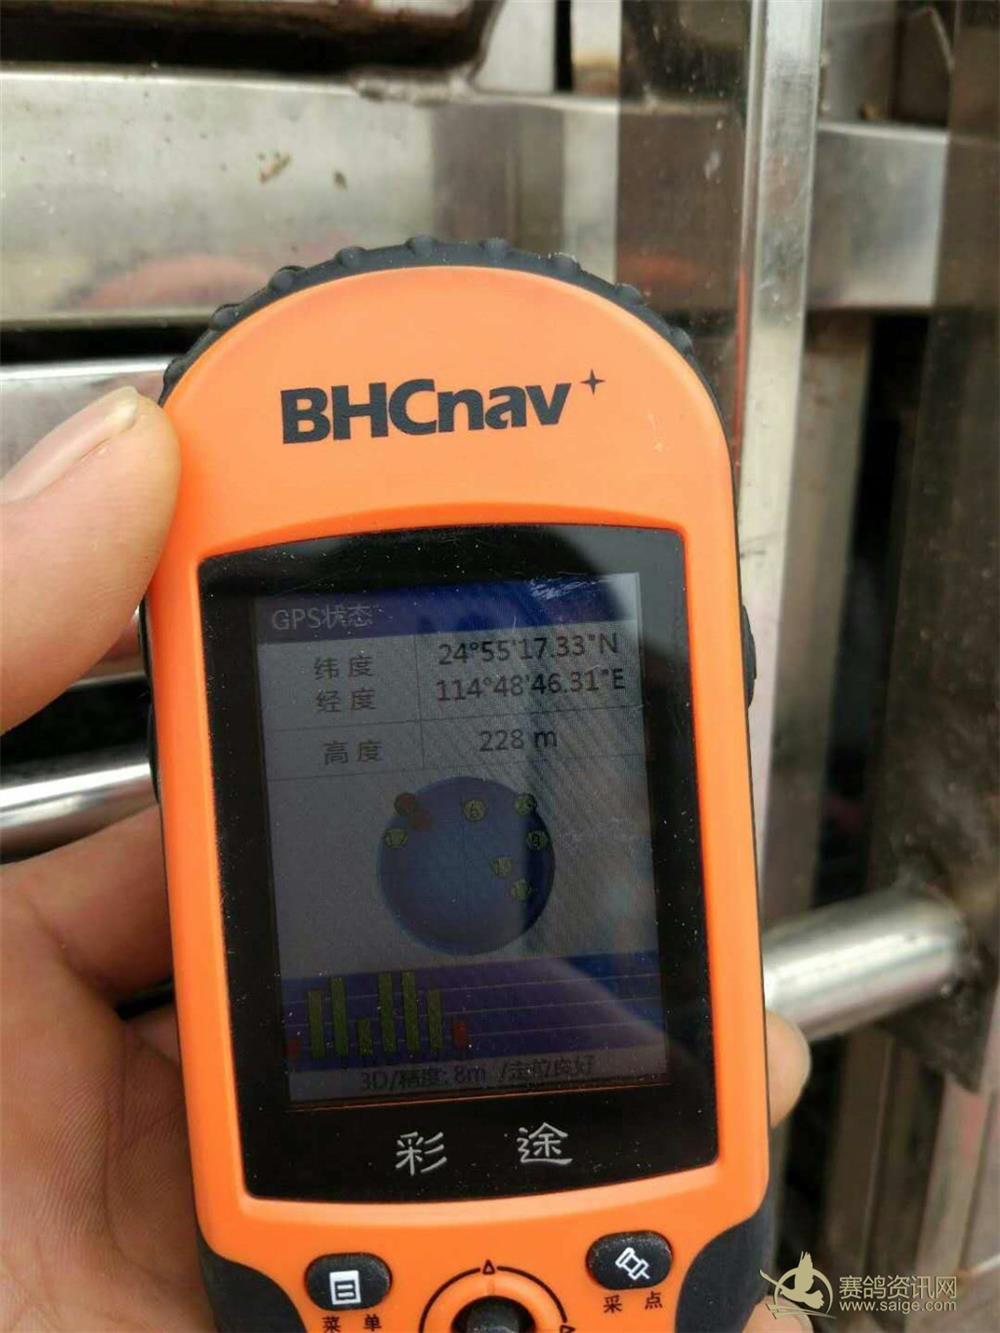 BHCnav
GPS状态
纬度 24°55'17.33"N
经度 114°48'46.31"E
高度 228 m
3D/精度: 8m /定位良好
彩途
菜单
采点
赛鸽资讯网
www.saige.com